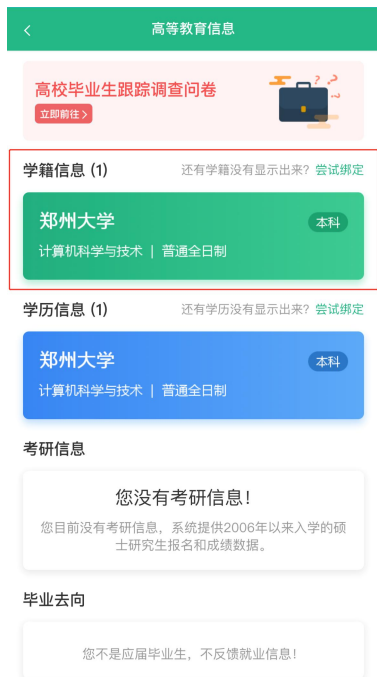 高等教育信息
高校毕业生跟踪调查问卷
立即前往 >
学籍信息 (1) 还有学籍没有显示出来? 尝试绑定
郑州大学 本科
计算机科学与技术 | 普通全日制
学历信息 (1) 还有学历没有显示出来? 尝试绑定
郑州大学 本科
计算机科学与技术 | 普通全日制
考研信息
您没有考研信息!
您目前没有考研信息，系统提供2006年以来入学的硕
士研究生报名和成绩数据。
毕业去向
您不是应届毕业生，不反馈就业信息!